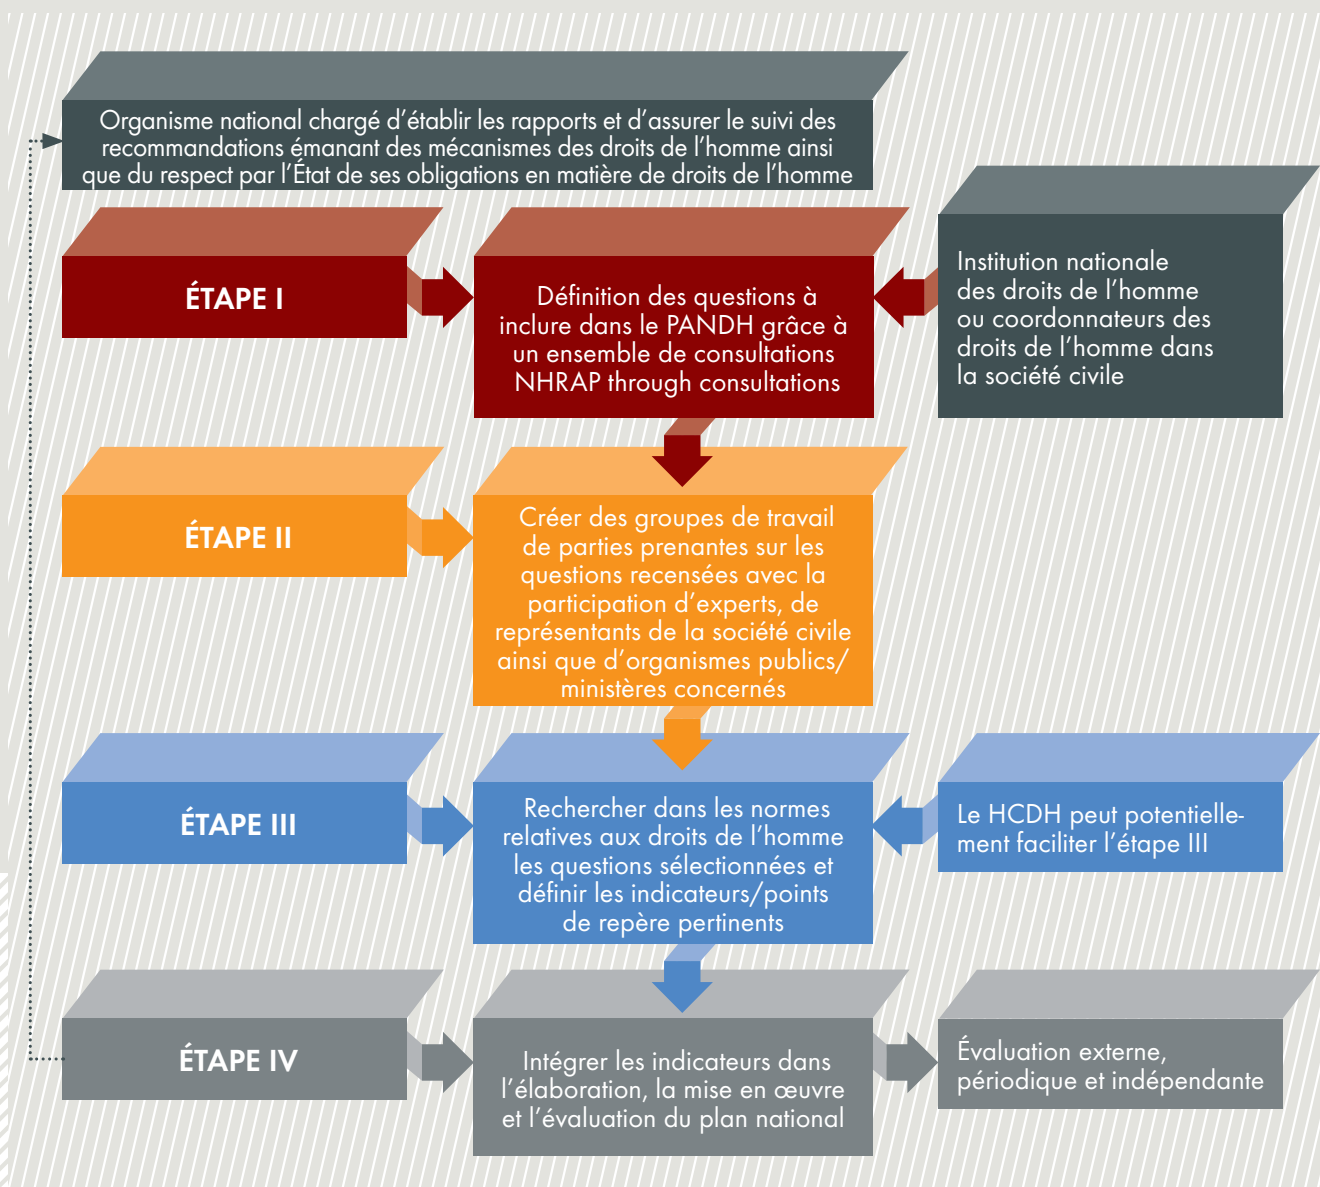 Organisme national chargé d’établir les rapports et d’assurer le suivi des
recommandations émanant des mécanismes des droits de l’homme ainsi
que du respect par l’État de ses obligations en matière de droits de l’homme
ÉTAPE I
Définition des questions à
inclure dans le PANDH grâce à
un ensemble de consultations
NHRAP through consultations
Institution nationale
des droits de l’homme
ou coordonnateurs des
droits de l’homme dans
la société civile
ÉTAPE II
Créer des groupes de travail
de parties prenantes sur les
questions recensées avec la
participation d’experts, de
représentants de la société civile
ainsi que d’organismes publics/
ministères concernés
ÉTAPE III
Rechercher dans les normes
relatives aux droits de l’homme
les questions sélectionnées et
définir les indicateurs/points
de repère pertinents
Le HCDH peut potentielle-
ment faciliter l’étape III
ÉTAPE IV
Intégrer les indicateurs dans
l’élaboration, la mise en œuvre
et l’évaluation du plan national
Évaluation externe,
périodique et indépendante